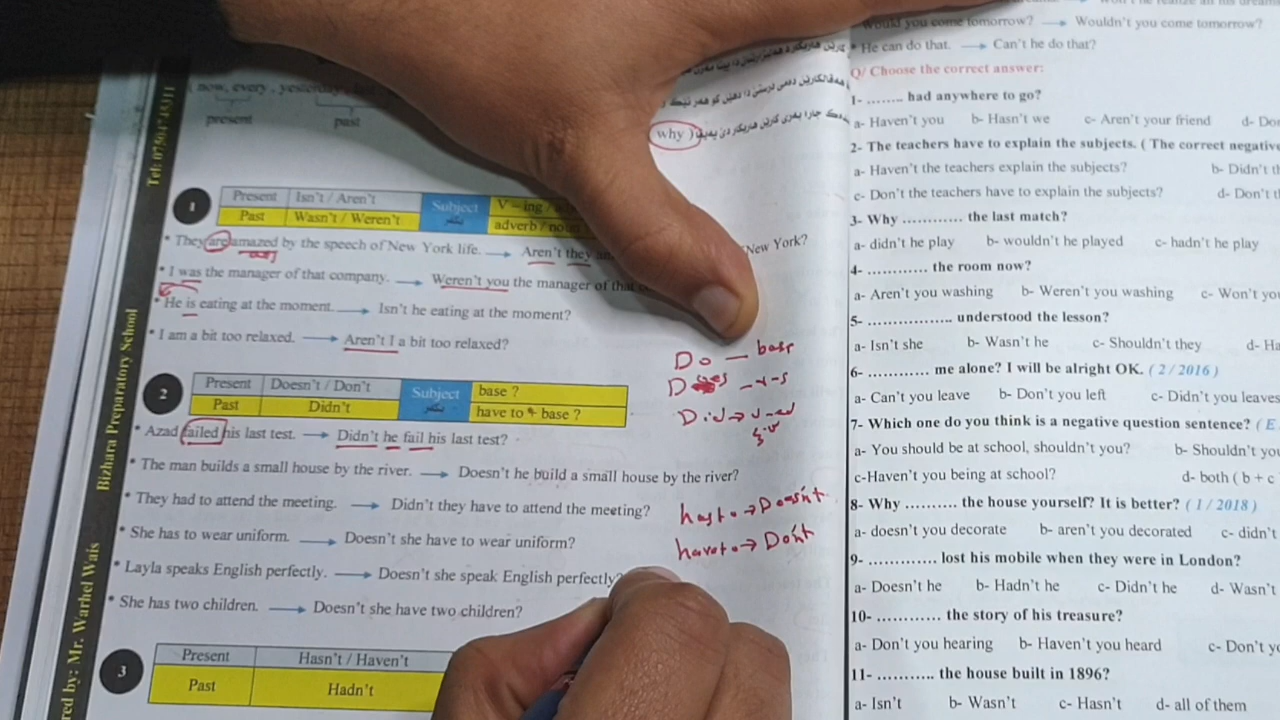 ( now, every , yesterday,
present past
Tel: 07504745311
Bizhara Preparatory School
red by: Mr. Warhel Wais
1
Present Isn't / Aren't Subject V – ing /
Past Wasn't / Weren't adverb / noun
* They are amazed by the speech of New York life. → Aren't they New York?
* I was the manager of that company. → Weren't you the manager of that
* He is eating at the moment. → Isn't he eating at the moment?
* I am a bit too relaxed. → Aren't I a bit too relaxed?
2
Present Doesn't / Don't Subject base ?
Past Didn't have to + base ?
* Azad failed his last test. → Didn't he fail his last test?
* The man builds a small house by the river. → Doesn't he build a small house by the river?
* They had to attend the meeting. → Didn't they have to attend the meeting?
* She has to wear uniform. → Doesn't she have to wear uniform?
* Layla speaks English perfectly. → Doesn't she speak English perfectly?
* She has two children. → Doesn't she have two children?
3
Present Hasn't / Haven't
Past Hadn't
why )
Do — base
Does — v-s
Did → v-ed
hasto → Doesn't
haveto → Don't
Would you come tomorrow? → Wouldn't you come tomorrow?
* He can do that. → Can't he do that?
Q/ Choose the correct answer:
1- ........ had anywhere to go?
a- Haven't you b- Hasn't we c- Aren't your friend d- Don
2- The teachers have to explain the subjects. ( The correct negative
a- Haven't the teachers explain the subjects? b- Didn't th
c- Don't the teachers have to explain the subjects? d- Don't t
3- Why ............ the last match?
a- didn't he play b- wouldn't he played c- hadn't he play
4- ............ the room now?
a- Aren't you washing b- Weren't you washing c- Won't yo
5- ................ understood the lesson?
a- Isn't she b- Wasn't he c- Shouldn't they d- Ha
6- ............ me alone? I will be alright OK. ( 2 / 2016 )
a- Can't you leave b- Don't you left c- Didn't you leaves
7- Which one do you think is a negative question sentence? ( E
a- You should be at school, shouldn't you? b- Shouldn't you
c-Haven't you being at school? d- both ( b + c
8- Why .......... the house yourself? It is better? ( 1 / 2018 )
a- doesn't you decorate b- aren't you decorated c- didn't
9- ............. lost his mobile when they were in London?
a- Doesn't he b- Hadn't he c- Didn't he d- Wasn't
10- ............ the story of his treasure?
a- Don't you hearing b- Haven't you heard c- Don't yo
11- ............ the house built in 1896?
a- Isn't b- Wasn't c- Hasn't d- all of them